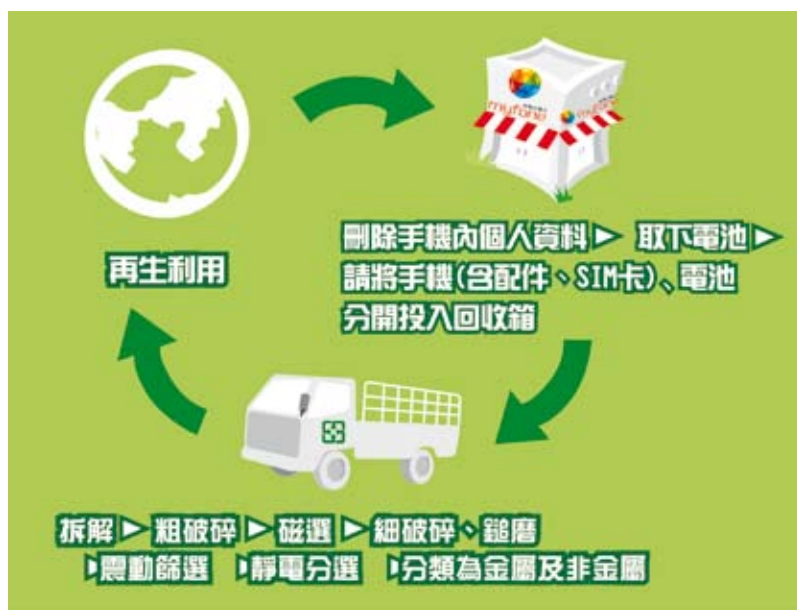 myfone
myfone
再生利用
刪除手機內個人資料▶ 取下電池▶
請將手機(含配件、SIM卡)、電池
分開投入回收箱
拆解▶粗破碎▶磁選▶細破碎、鎚磨
▶震動篩選 ▶靜電分選 ▶分類為金屬及非金屬